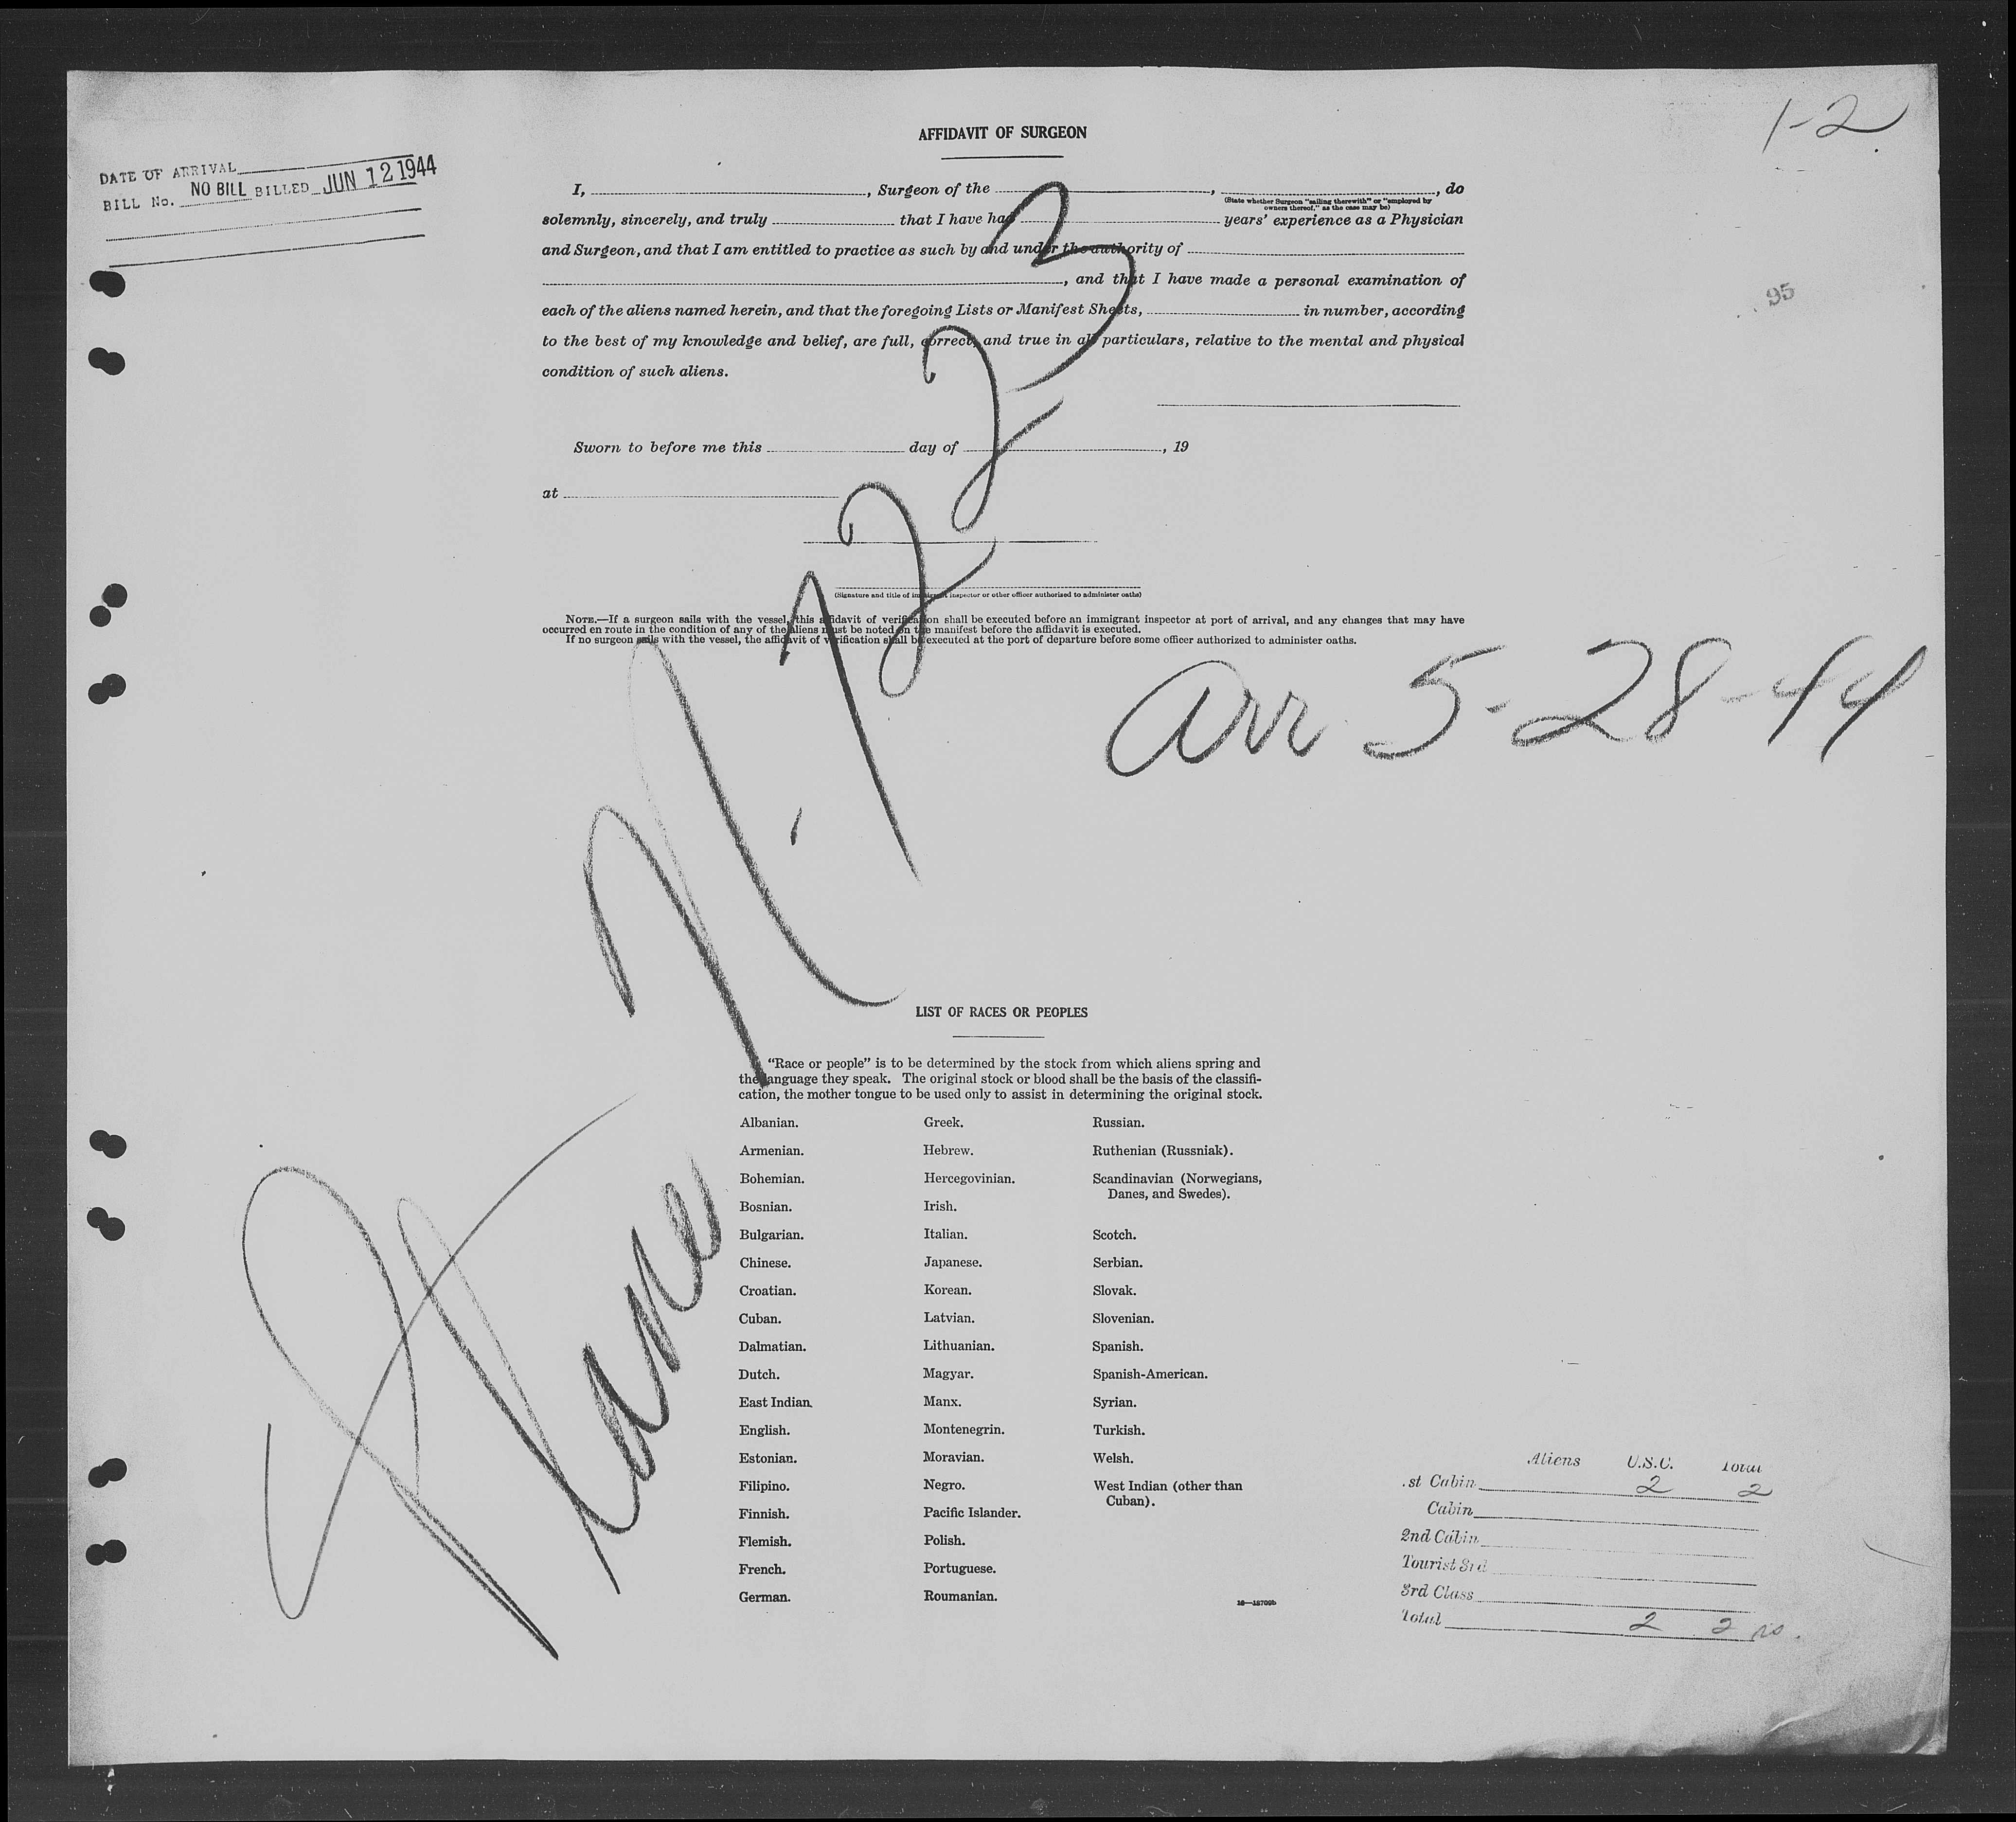 1-2
AFFIDAVIT OF SURGEON
DATE OF ARRIVAL
BILL No. NO BILL BILLED JUN 12 1944
I, , Surgeon of the , , do
(State whether Surgeon "sailing therewith" or "employed by
owners thereof," as the case may be)
solemnly, sincerely, and truly that I have had years' experience as a Physician
and Surgeon, and that I am entitled to practice as such by and under the authority of
, and that I have made a personal examination of
95
each of the aliens named herein, and that the foregoing Lists or Manifest Sheets, in number, according
to the best of my knowledge and belief, are full, correct, and true in all particulars, relative to the mental and physical
condition of such aliens.
Sworn to before me this day of , 19
at
(Signature and title of immigrant inspector or other officer authorized to administer oaths)
NOTE.—If a surgeon sails with the vessel, this affidavit of verification shall be executed before an immigrant inspector at port of arrival, and any changes that may have
occurred en route in the condition of any of the aliens must be noted on the manifest before the affidavit is executed.
If no surgeon sails with the vessel, the affidavit of verification shall be executed at the port of departure before some officer authorized to administer oaths.
arr 5-28-44
Plane N. 1223
LIST OF RACES OR PEOPLES
"Race or people" is to be determined by the stock from which aliens spring and
the language they speak. The original stock or blood shall be the basis of the classifi-
cation, the mother tongue to be used only to assist in determining the original stock.
Albanian. Greek. Russian.
Armenian. Hebrew. Ruthenian (Russniak).
Bohemian. Hercegovinian. Scandinavian (Norwegians,
Danes, and Swedes).
Bosnian. Irish.
Bulgarian. Italian. Scotch.
Chinese. Japanese. Serbian.
Croatian. Korean. Slovak.
Cuban. Latvian. Slovenian.
Dalmatian. Lithuanian. Spanish.
Dutch. Magyar. Spanish-American.
East Indian. Manx. Syrian.
English. Montenegrin. Turkish.
Estonian. Moravian. Welsh.
Filipino. Negro. West Indian (other than
Cuban).
Finnish. Pacific Islander.
Flemish. Polish.
French. Portuguese.
German. Roumanian.
16—18709b
Aliens U.S.C. Total
1st Cabin 2 2
Cabin
2nd Cabin
Tourist 3rd
3rd Class
Total 2 2